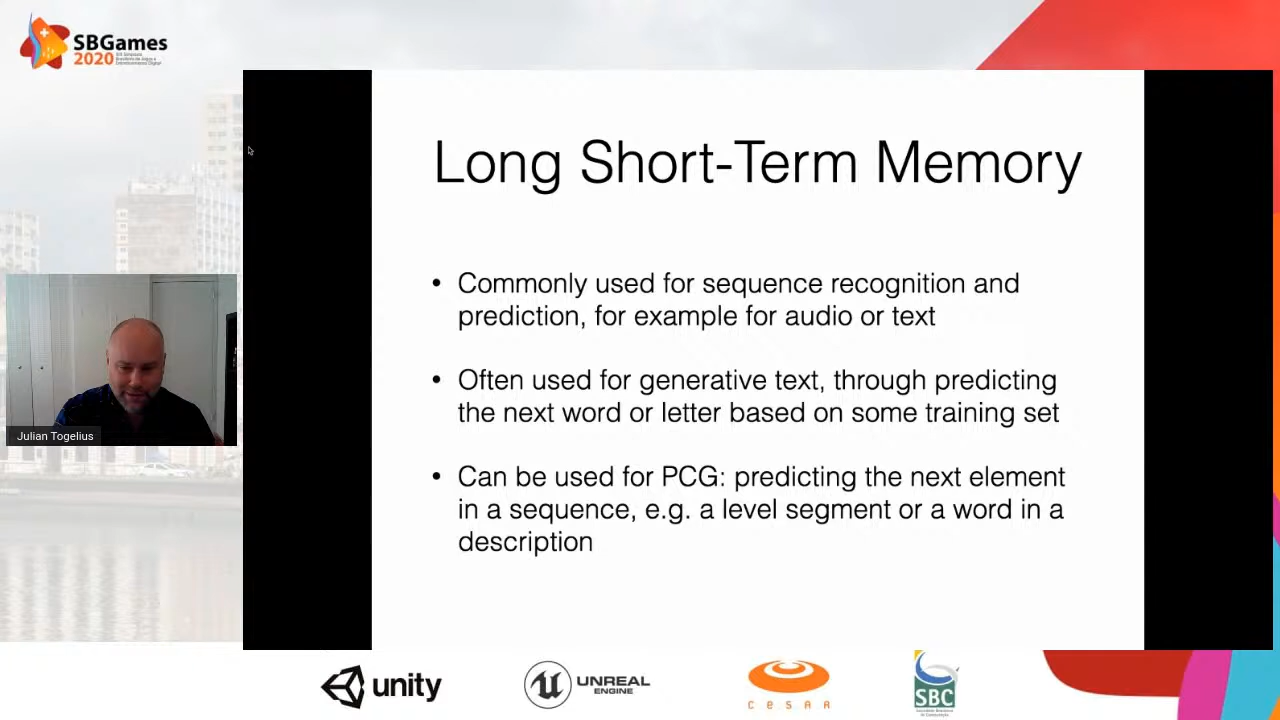 SBGames
2020
Long Short-Term Memory
• Commonly used for sequence recognition and
prediction, for example for audio or text
• Often used for generative text, through predicting
the next word or letter based on some training set
• Can be used for PCG: predicting the next element
in a sequence, e.g. a level segment or a word in a
description
Julian Togelius
unity
UNREAL
ENGINE
CESAR
SBC